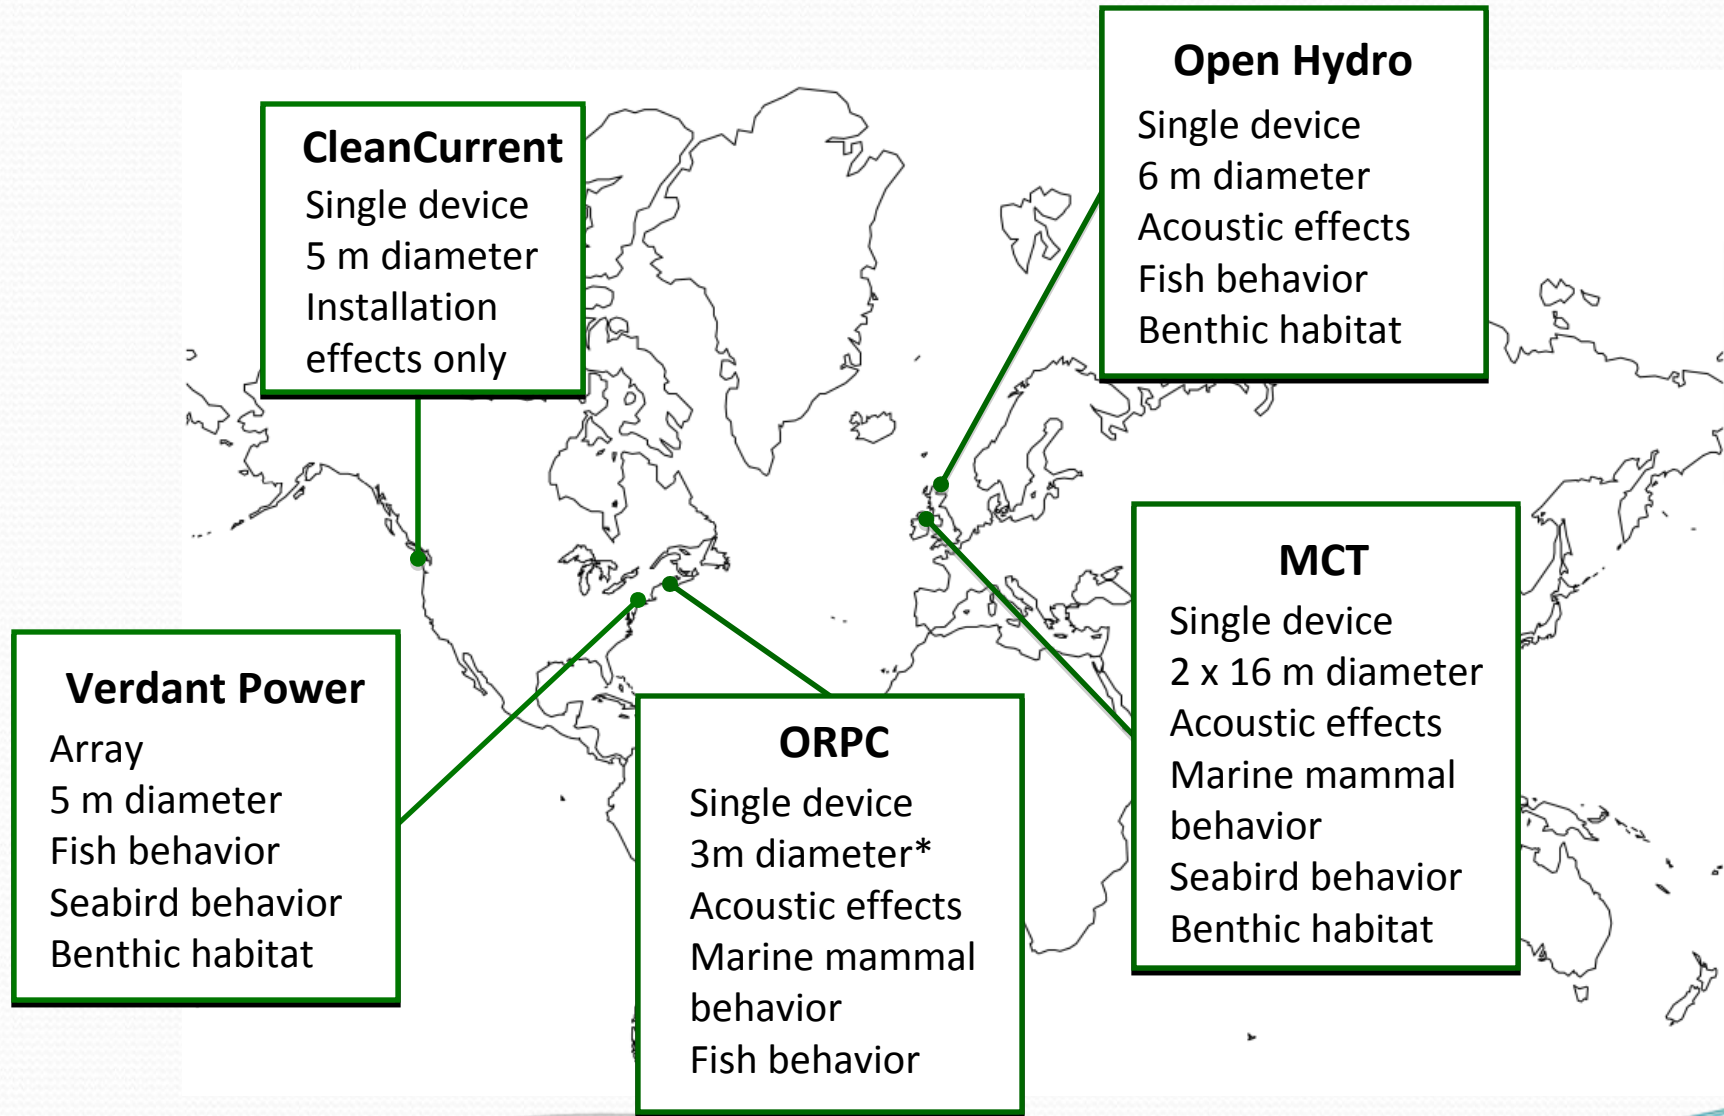 Open Hydro
Single device
6 m diameter
Acoustic effects
Fish behavior
Benthic habitat
CleanCurrent
Single device
5 m diameter
Installation
effects only
MCT
Single device
2 x 16 m diameter
Acoustic effects
Marine mammal
behavior
Seabird behavior
Benthic habitat
Verdant Power
Array
5 m diameter
Fish behavior
Seabird behavior
Benthic habitat
ORPC
Single device
3m diameter*
Acoustic effects
Marine mammal
behavior
Fish behavior